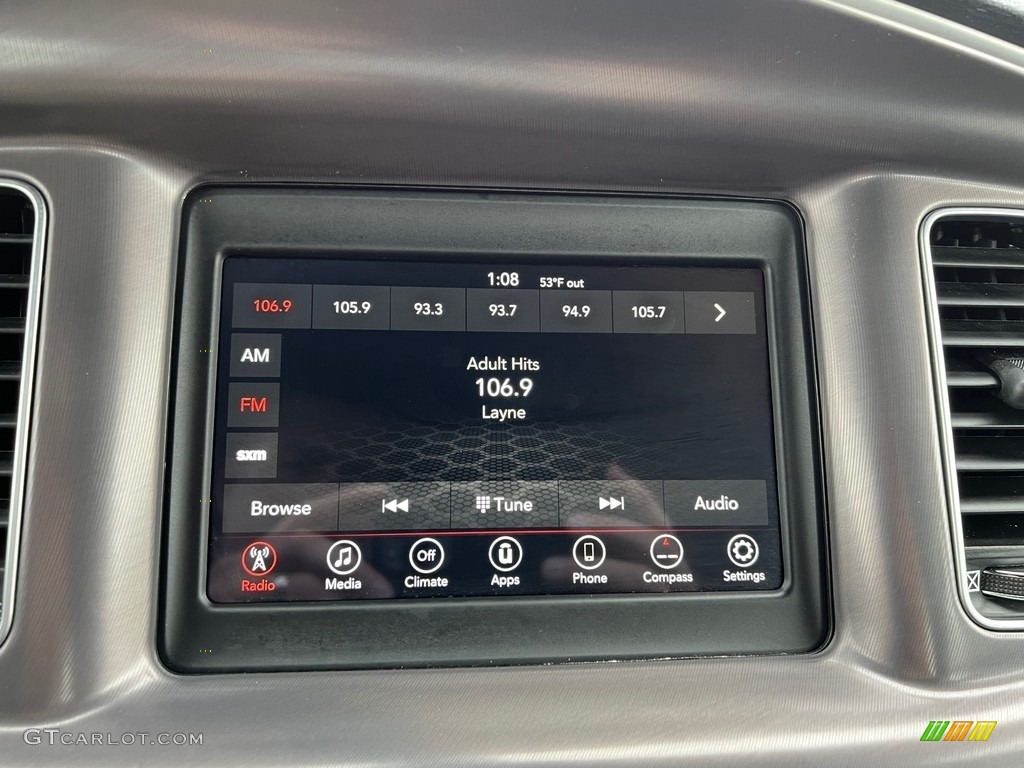 1:08 53°F out
106.9 105.9 93.3 93.7 94.9 105.7
AM
Adult Hits
106.9
FM
Layne
sxm
Browse Tune Audio
Off
Radio Media Climate Apps Phone Compass Settings
GTCARLOT.COM